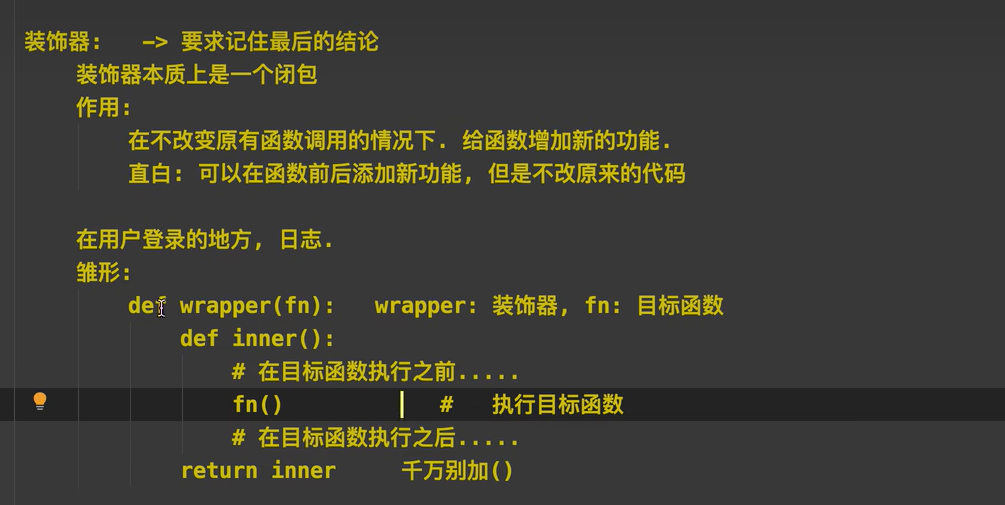 装饰器:   -> 要求记住最后的结论
装饰器本质上是一个闭包
作用:
在不改变原有函数调用的情况下. 给函数增加新的功能.
直白: 可以在函数前后添加新功能, 但是不改原来的代码
在用户登录的地方, 日志.
雏形:
def wrapper(fn):   wrapper: 装饰器, fn: 目标函数
def inner():
# 在目标函数执行之前.....
fn()            #   执行目标函数
# 在目标函数执行之后.....
return inner     千万别加()